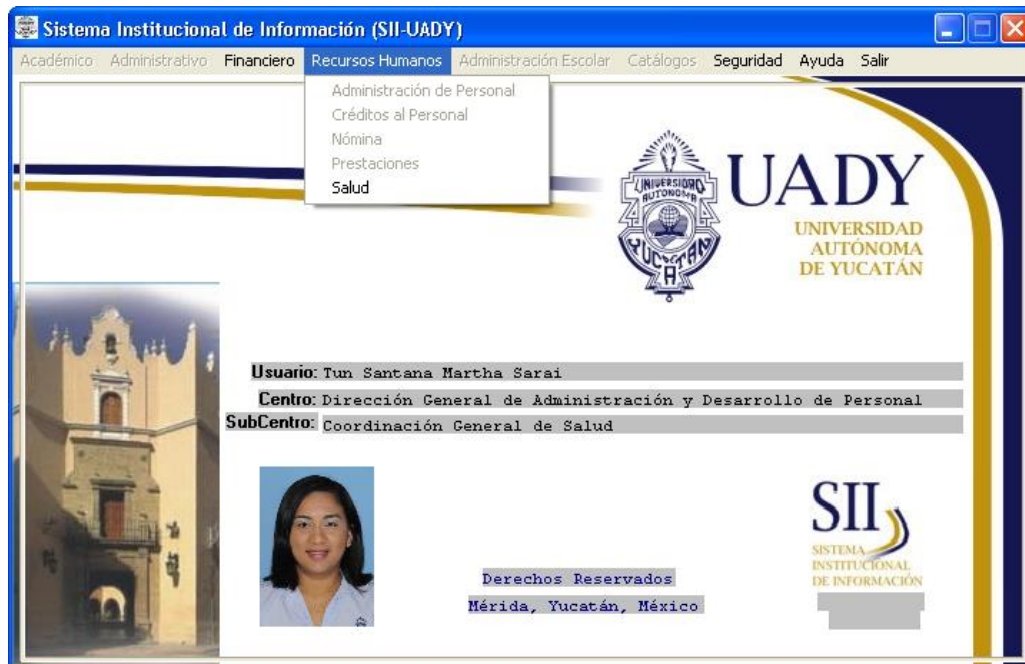 Sistema Institucional de Información (SII-UADY)
Académico Administrativo Financiero Recursos Humanos Administración Escolar Catálogos Seguridad Ayuda Salir
Administración de Personal
Créditos al Personal
Nómina
Prestaciones
Salud
UNIVERSIDAD
AUTONOMA
YUCATAN
UADY
UNIVERSIDAD
AUTÓNOMA
DE YUCATÁN
Usuario: Tun Santana Martha Sarai
Centro: Dirección General de Administración y Desarrollo de Personal
SubCentro: Coordinación General de Salud
SII
SISTEMA
INSTITUCIONAL
DE INFORMACIÓN
Derechos Reservados
Mérida, Yucatán, México